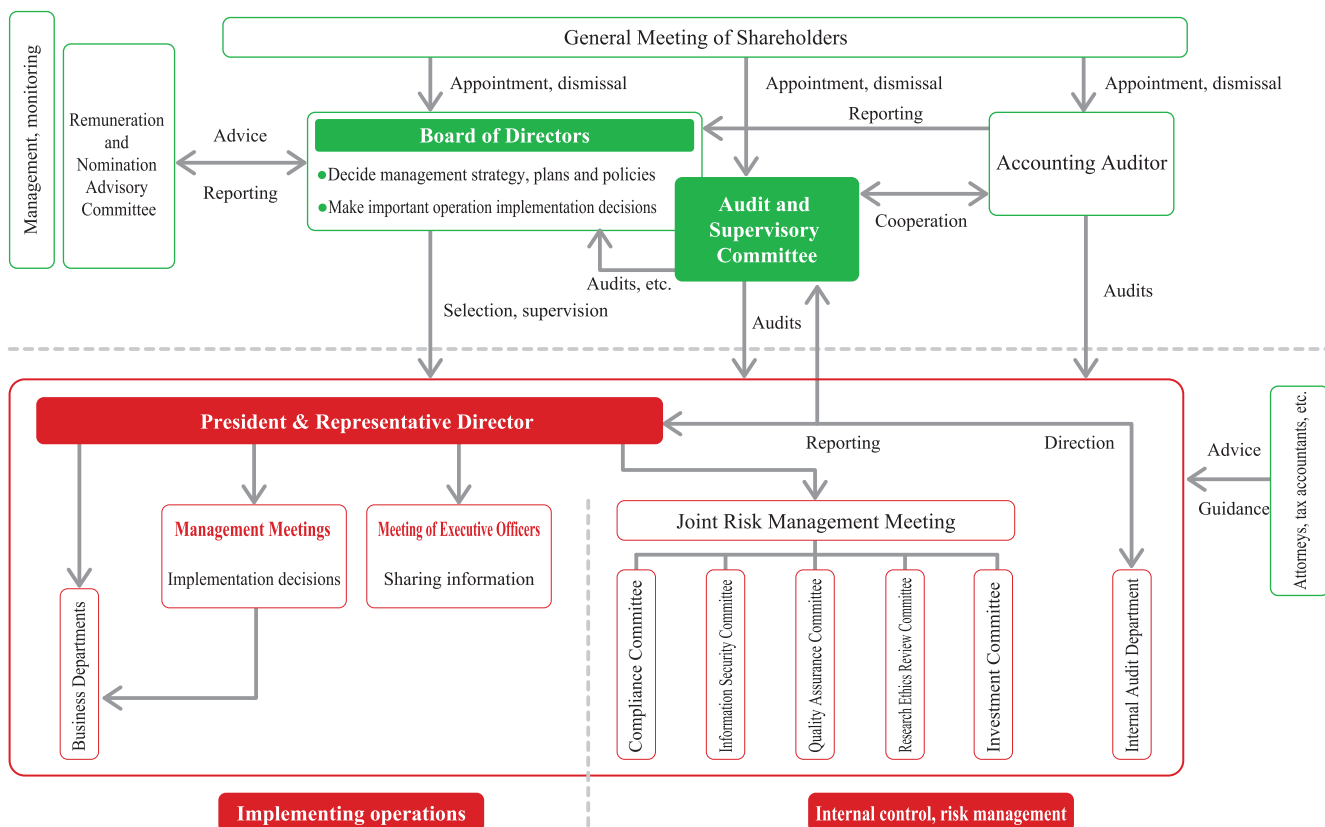 General Meeting of Shareholders
Management, monitoring
Remuneration
and
Nomination
Advisory
Committee
Appointment, dismissal
Appointment, dismissal
Appointment, dismissal
Advice
Reporting
Board of Directors
●Decide management strategy, plans and policies
●Make important operation implementation decisions
Reporting
Accounting Auditor
Audit and
Supervisory
Committee
Cooperation
Audits, etc.
Selection, supervision
Audits
Audits
President & Representative Director
Reporting
Direction
Advice
Guidance
Attorneys, tax accountants, etc.
Management Meetings
Implementation decisions
Meeting of Executive Officers
Sharing information
Joint Risk Management Meeting
Business Departments
Compliance Committee
Information Security Committee
Quality Assurance Committee
Research Ethics Review Committee
Investment Committee
Internal Audit Department
Implementing operations
Internal control, risk management